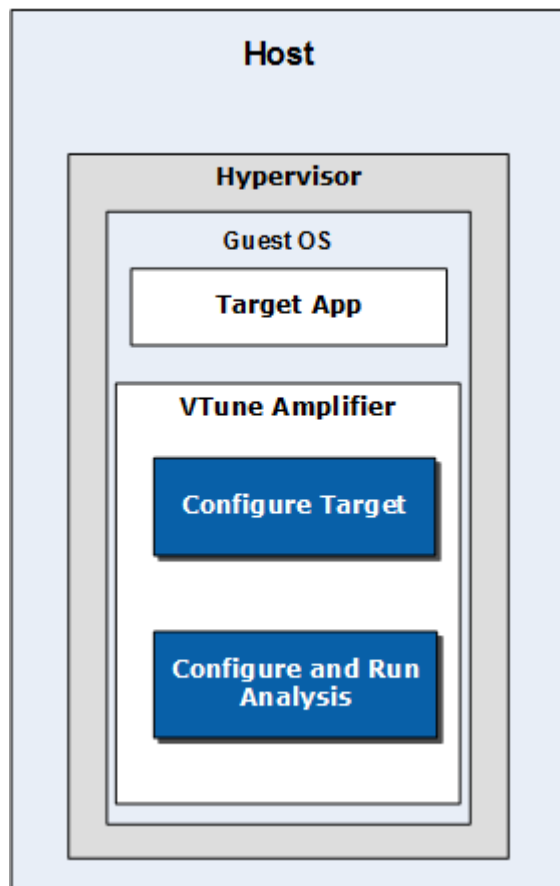 Host
Hypervisor
Guest OS
Target App
VTune Amplifier
Configure Target
Configure and Run
Analysis